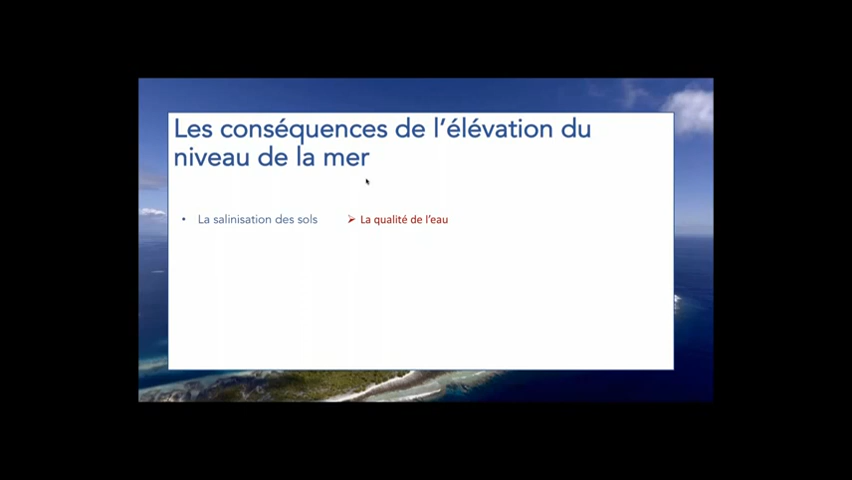 Les conséquences de l’élévation du
niveau de la mer
• La salinisation des sols ➢ La qualité de l’eau